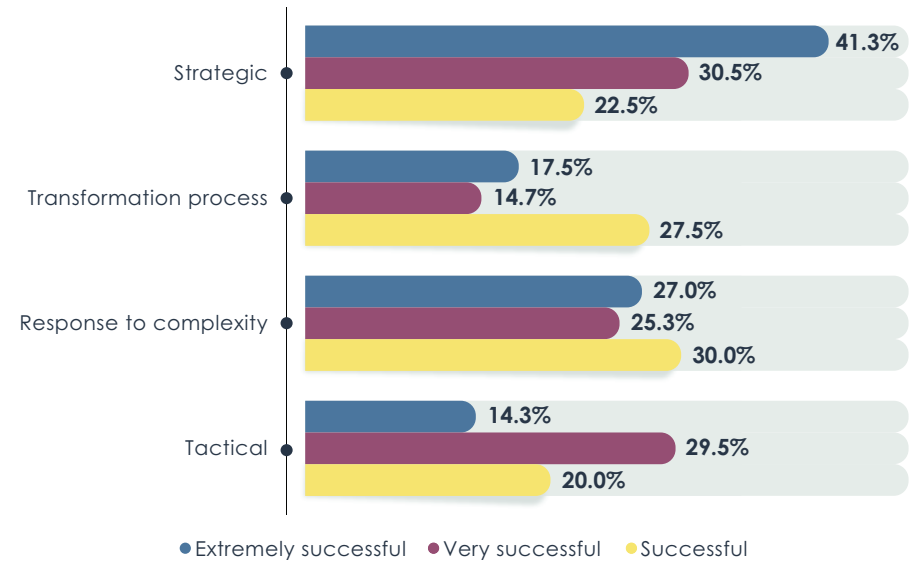 41.3%
Strategic
30.5%
22.5%
17.5%
Transformation process
14.7%
27.5%
27.0%
Response to complexity
25.3%
30.0%
14.3%
Tactical
29.5%
20.0%
Extremely successful Very successful Successful